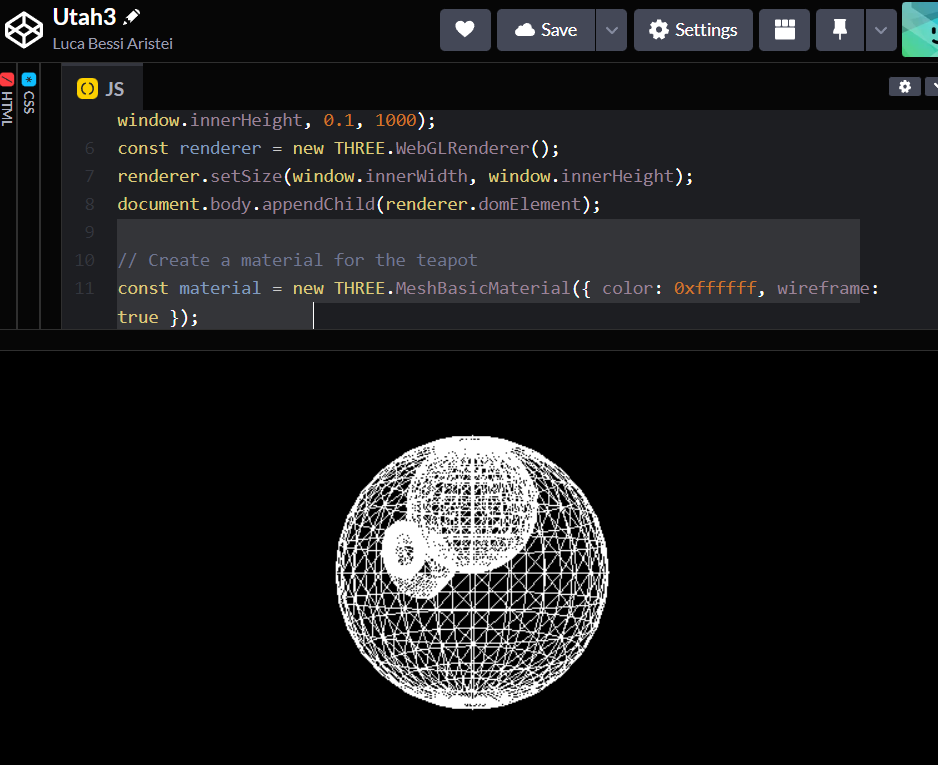 Utah3
Luca Bessi Aristei
Save
Settings
HTML
CSS
JS
window.innerHeight, 0.1, 1000);
6 const renderer = new THREE.WebGLRenderer();
7 renderer.setSize(window.innerWidth, window.innerHeight);
8 document.body.appendChild(renderer.domElement);
9
10 // Create a material for the teapot
11 const material = new THREE.MeshBasicMaterial({ color: 0xffffff, wireframe:
true });